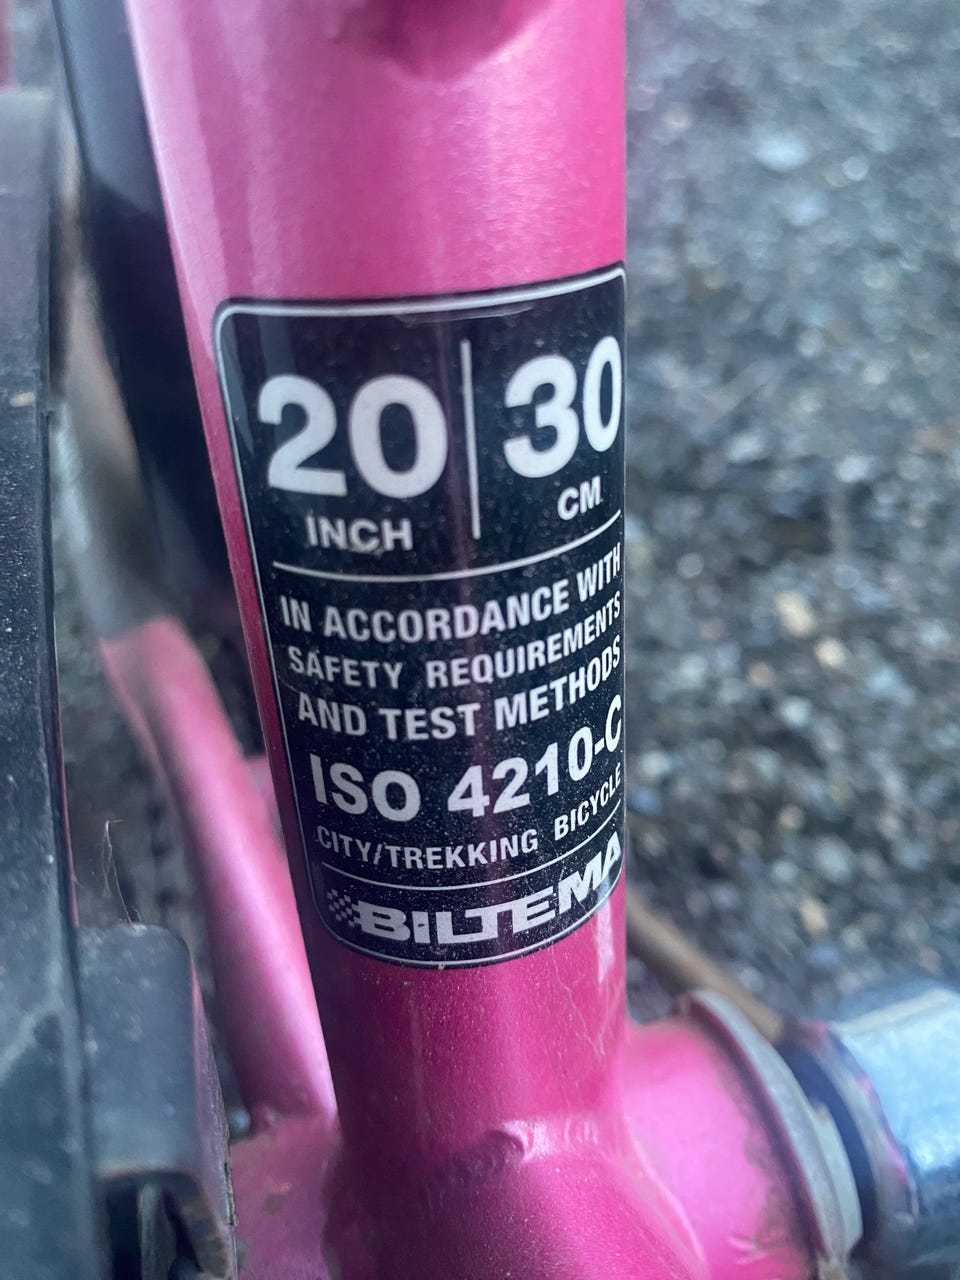 20 | 30
INCH CM
IN ACCORDANCE WITH
SAFETY REQUIREMENTS
AND TEST METHODS
ISO 4210-C
CITY/TREKKING BICYCLE
BILTEMA